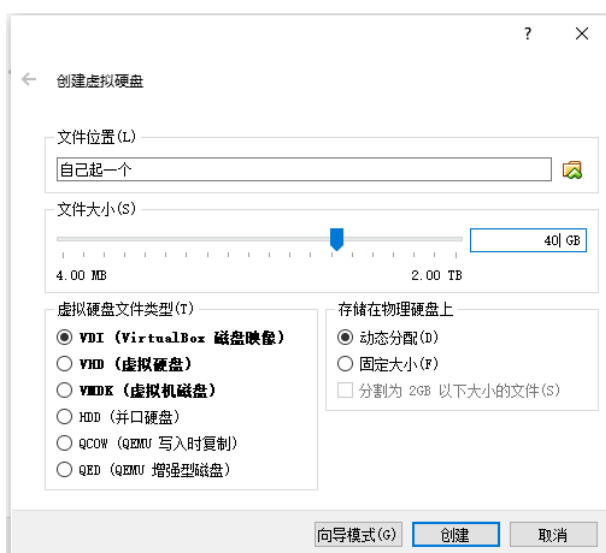 ?
创建虚拟硬盘
文件位置(L)
自己起一个
文件大小(S)
40 GB
4.00 MB 2.00 TB
虚拟硬盘文件类型(T) 存储在物理硬盘上
VDI (VirtualBox 磁盘映像) 动态分配(D)
VHD (虚拟硬盘) 固定大小(F)
VMDK (虚拟机磁盘) 分割为 2GB 以下大小的文件(S)
HDD (并口硬盘)
QCOW (QEMU 写入时复制)
QED (QEMU 增强型磁盘)
向导模式(G) 创建 取消